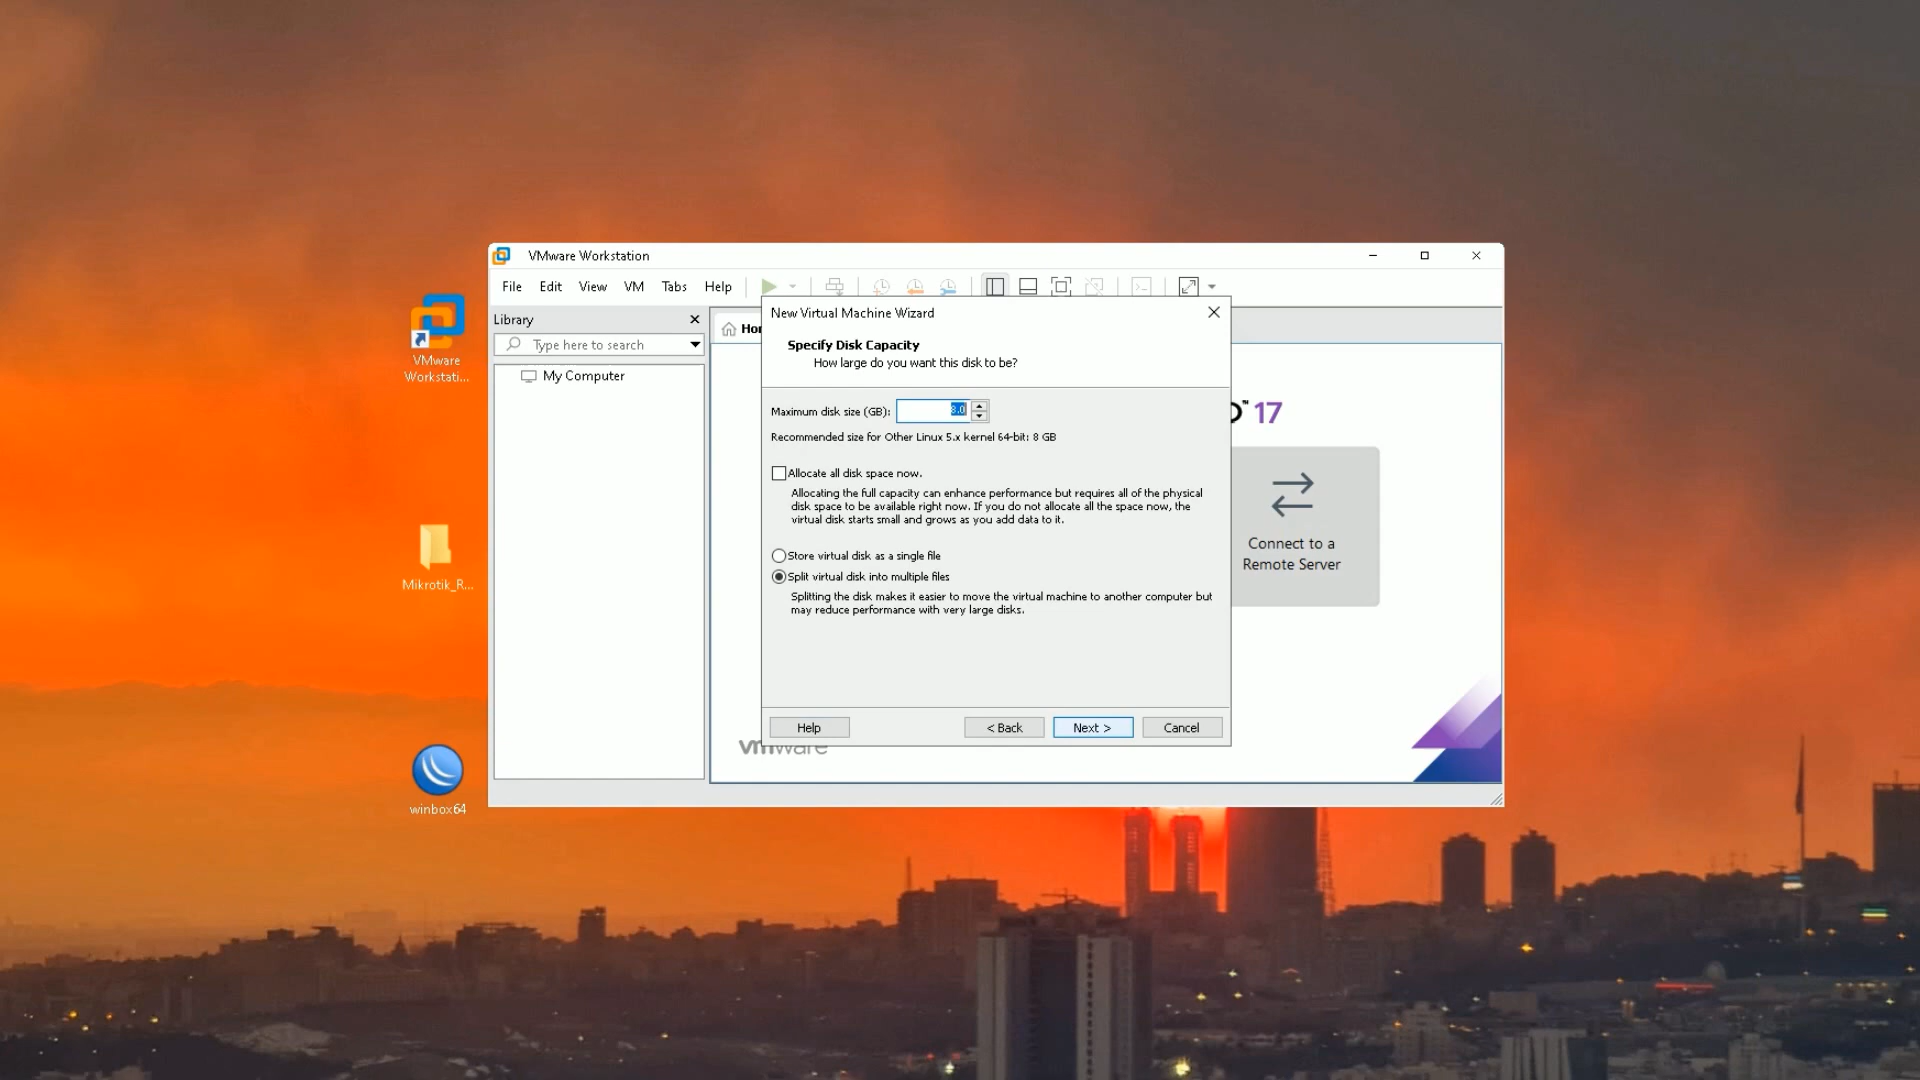 VMware Workstation
File Edit View VM Tabs Help
Library
Type here to search
My Computer
New Virtual Machine Wizard
Specify Disk Capacity
How large do you want this disk to be?
Maximum disk size (GB): 8.0
Recommended size for Other Linux 5.x kernel 64-bit: 8 GB
Allocate all disk space now.
Allocating the full capacity can enhance performance but requires all of the physical
disk space to be available right now. If you do not allocate all the space now, the
virtual disk starts small and grows as you add data to it.
Store virtual disk as a single file
Split virtual disk into multiple files
Splitting the disk makes it easier to move the virtual machine to another computer but
may reduce performance with very large disks.
Help < Back Next > Cancel
™ 17
Connect to a
Remote Server
vmware
VMware
Workstati...
Mikrotik_R...
winbox64